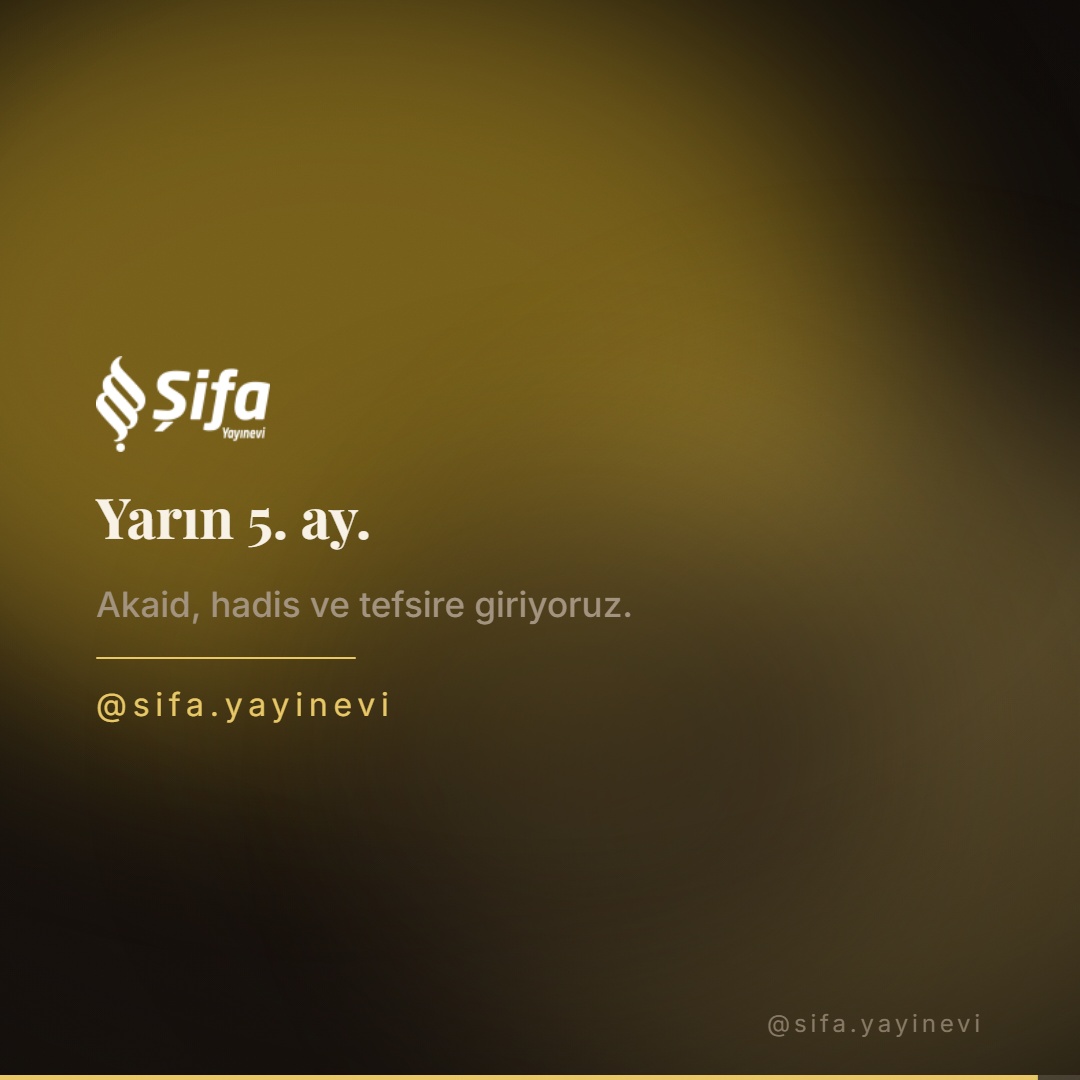 Şifa
Yayınevi
Yarın 5. ay.
Akaid, hadis ve tefsire giriyoruz.
@sifa.yayinevi
@sifa.yayinevi